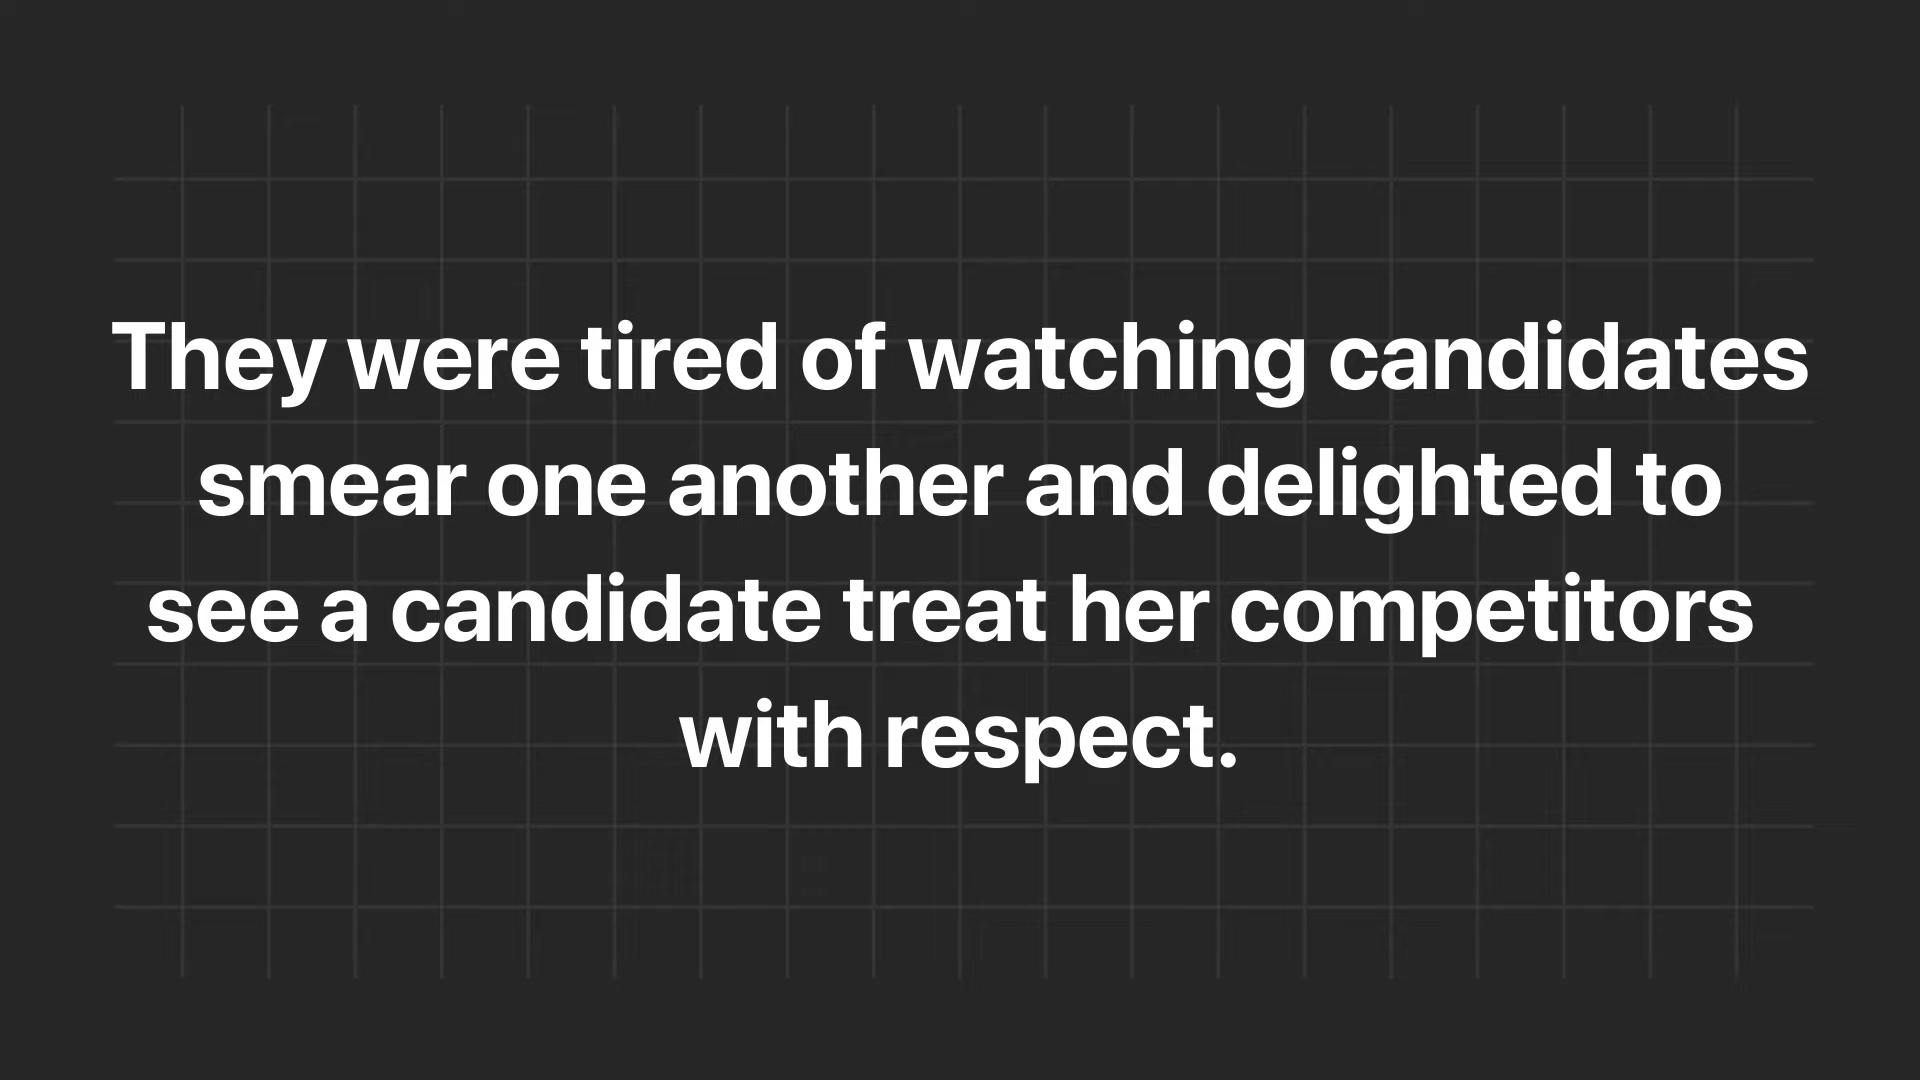 They were tired of watching candidates
smear one another and delighted to
see a candidate treat her competitors
with respect.